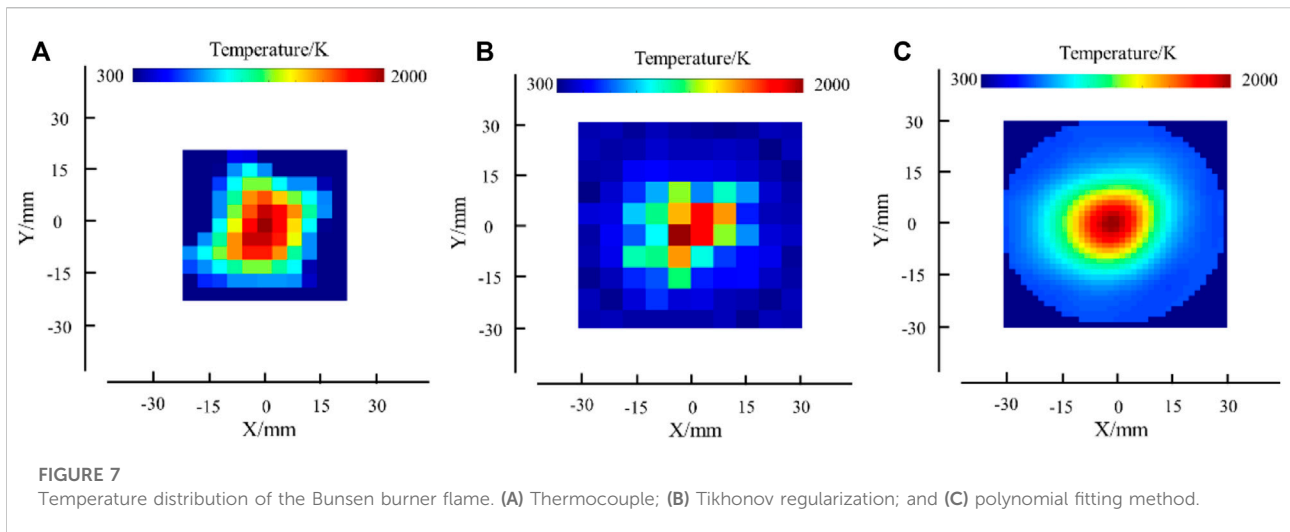 A
Temperature/K
300
2000
Y/mm
30
15
0
-15
-30
-30
-15
0
15
30
X/mm
B
Temperature/K
300
2000
Y/mm
30
15
0
-15
-30
-30
-15
0
15
30
X/mm
C
Temperature/K
300
2000
Y/mm
30
15
0
-15
-30
-30
-15
0
15
30
X/mm
FIGURE 7
Temperature distribution of the Bunsen burner flame. (A) Thermocouple; (B) Tikhonov regularization; and (C) polynomial fitting method.